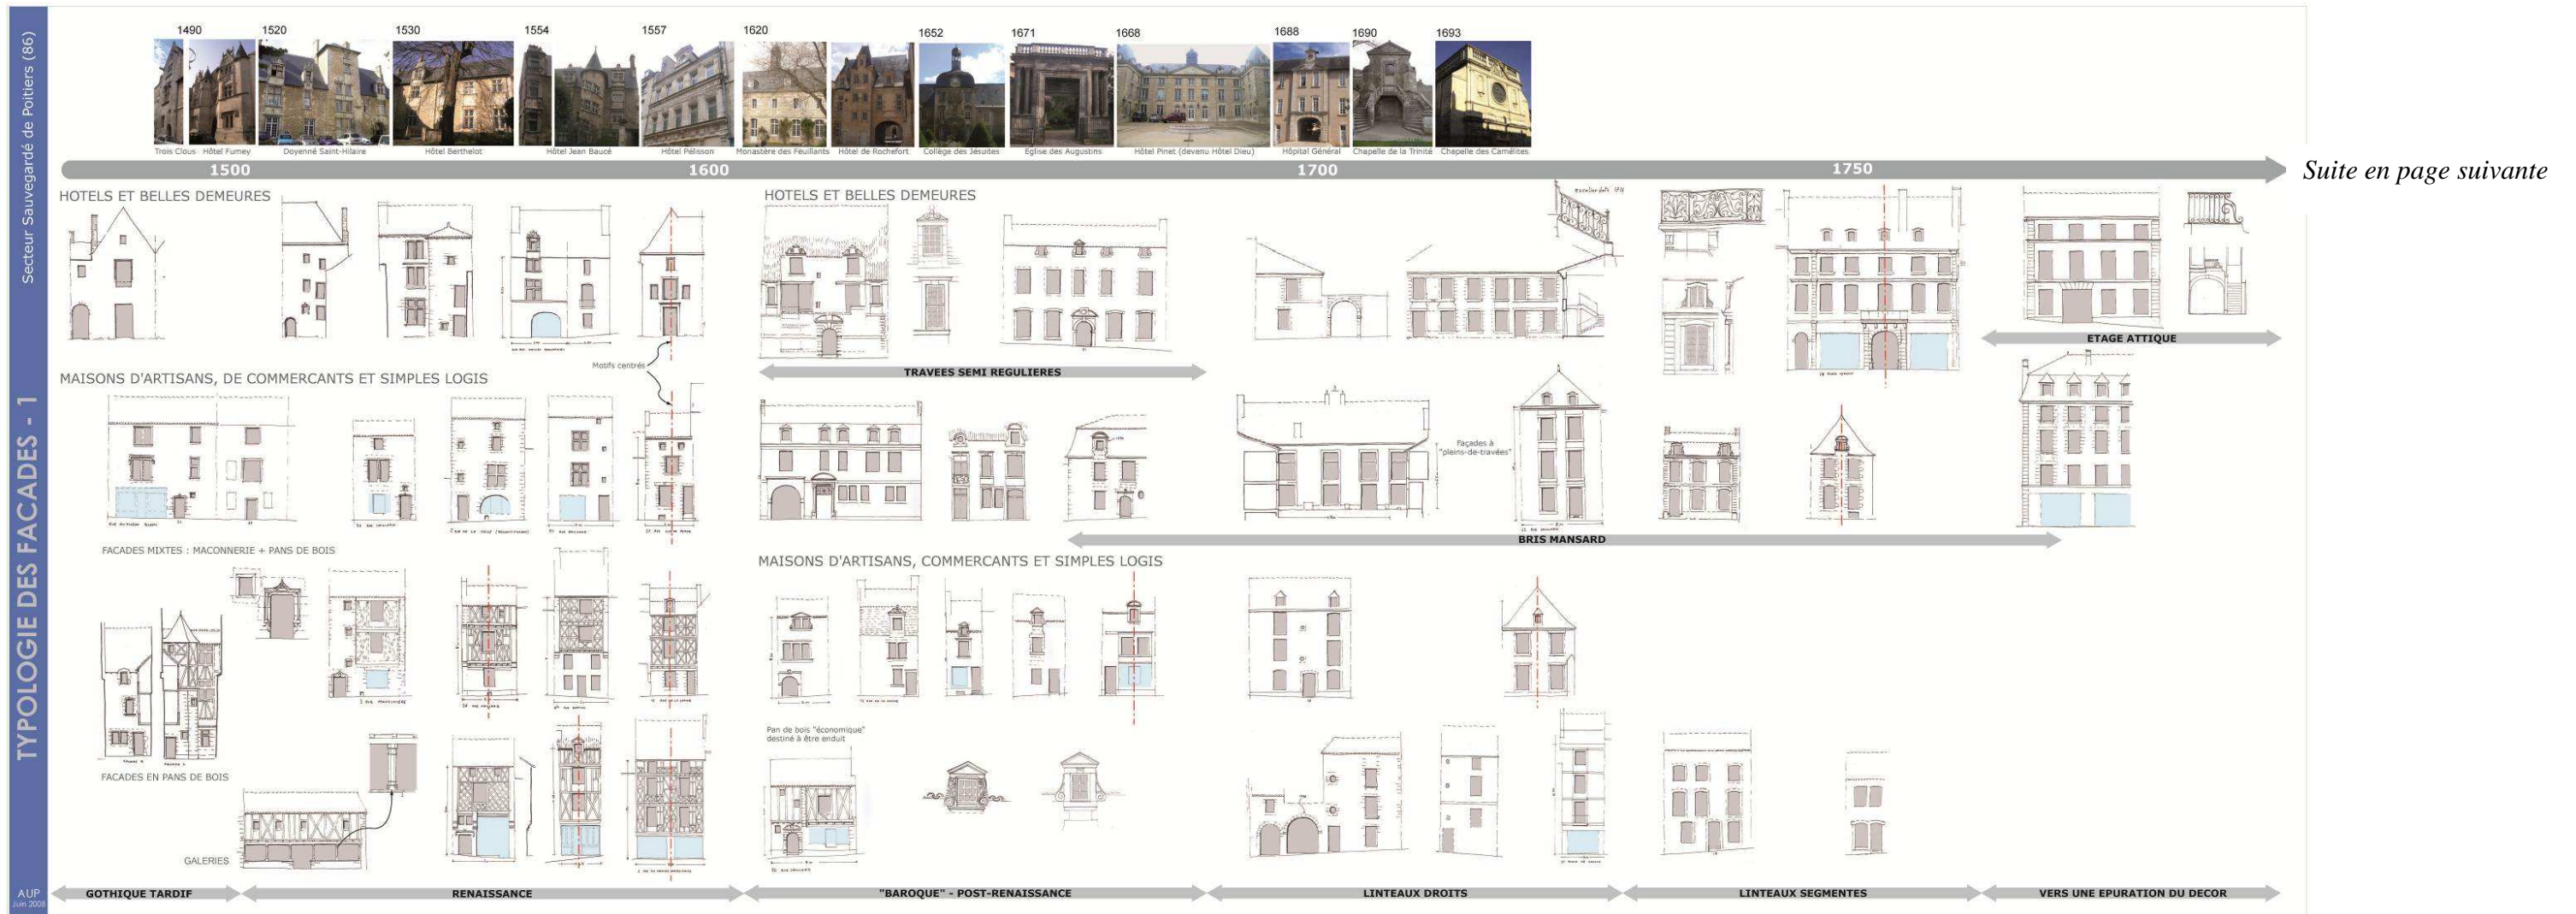 Secteur Sauvegardé de Poitiers (86)
TYPOLOGIE DES FACADES - 1
AUP
Juin 2008
1490
1520
1530
1554
1557
1620
1652
1671
1668
1688
1690
1693
Trois Clous
Hôtel Fumey
Doyenné Saint-Hilaire
Hôtel Berthelot
Hôtel Jean Baucé
Hôtel Pélisson
Monastère des Feuillants
Hôtel de Rochefort
Collège des Jésuites
Eglise des Augustins
Hôtel Pinet (devenu Hôtel Dieu)
Hôpital Général
Chapelle de la Trinité
Chapelle des Camélites
1500
1600
1700
1750
Suite en page suivante
HOTELS ET BELLES DEMEURES
HOTELS ET BELLES DEMEURES
Motifs centrés
TRAVEES SEMI REGULIERES
ETAGE ATTIQUE
MAISONS D'ARTISANS, DE COMMERCANTS ET SIMPLES LOGIS
Façades à
"pleins-de-travées"
BRIS MANSARD
FACADES MIXTES : MACONNERIE + PANS DE BOIS
MAISONS D'ARTISANS, COMMERCANTS ET SIMPLES LOGIS
Pan de bois "économique"
destiné à être enduit
FACADES EN PANS DE BOIS
GALERIES
GOTHIQUE TARDIF
RENAISSANCE
"BAROQUE" - POST-RENAISSANCE
LINTEAUX DROITS
LINTEAUX SEGMENTES
VERS UNE EPURATION DU DECOR